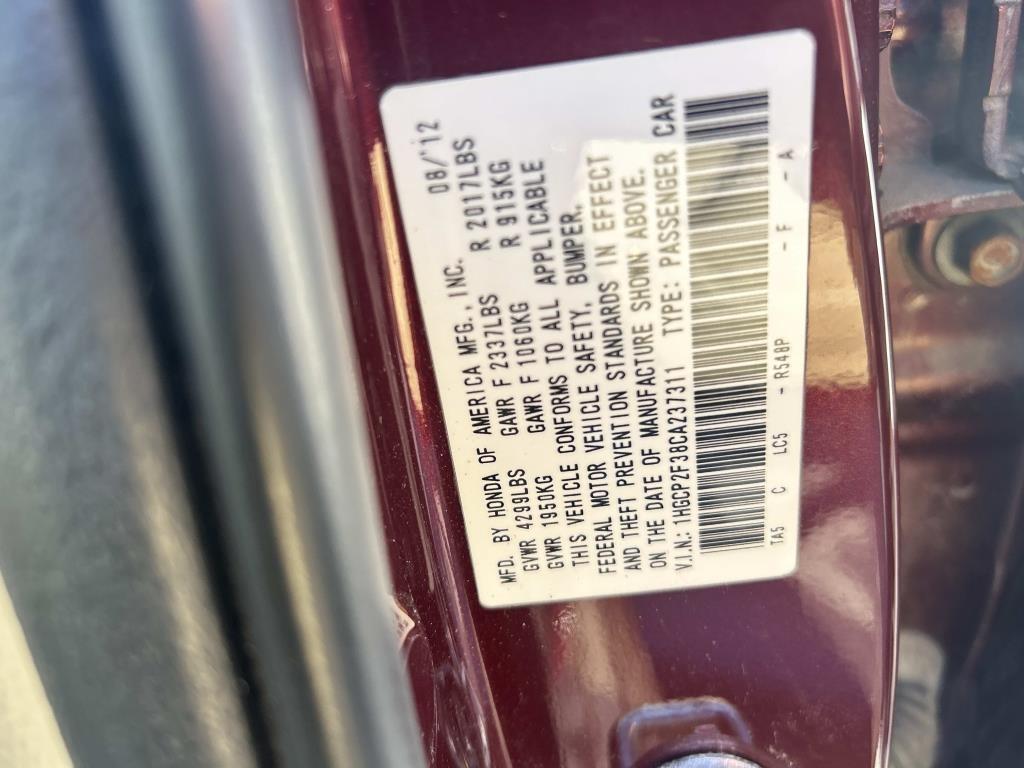 MFD. BY HONDA OF AMERICA MFG., INC. 08/'12
GVWR 4299LBS GAWR F 2337LBS R 2017LBS
GVWR 1950KG GAWR F 1060KG R 915KG
THIS VEHICLE CONFORMS TO ALL APPLICABLE
FEDERAL MOTOR VEHICLE SAFETY, BUMPER,
AND THEFT PREVENTION STANDARDS IN EFFECT
ON THE DATE OF MANUFACTURE SHOWN ABOVE.
V.I.N.: 1HGCP2F38CA237311 TYPE: PASSENGER CAR
TA5 C LC5 - R548P - F - A